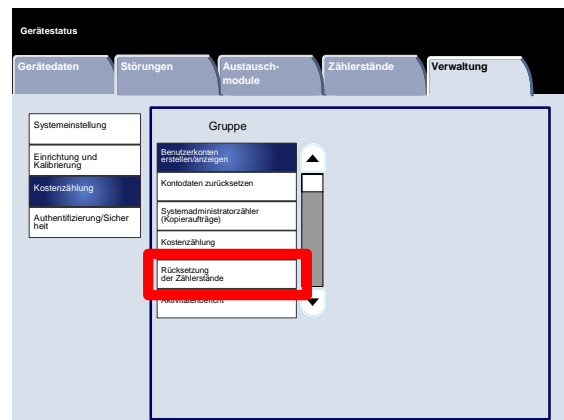 Gerätestatus
Gerätedaten
Störungen
Austausch-
module
Zählerstände
Verwaltung
Systemeinstellung
Einrichtung und
Kalibrierung
Kostenzählung
Authentifizierung/Sicher
heit
Gruppe
Benutzerkonten
erstellen/anzeigen
Kontodaten zurücksetzen
Systemadministratorzähler
(Kopieraufträge)
Kostenzählung
Rücksetzung
der Zählerstände
Aktivitätenbericht